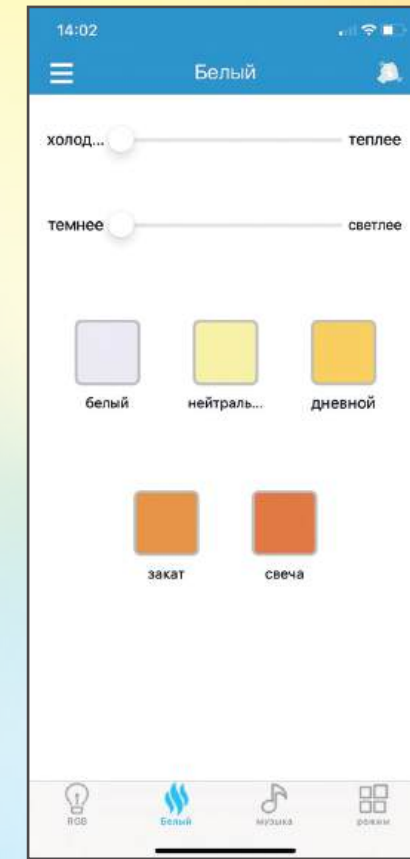 14:02
Белый
холод... теплее
темнее светлее
белый нейтраль... дневной
закат свеча
RGB Белый музыка режим